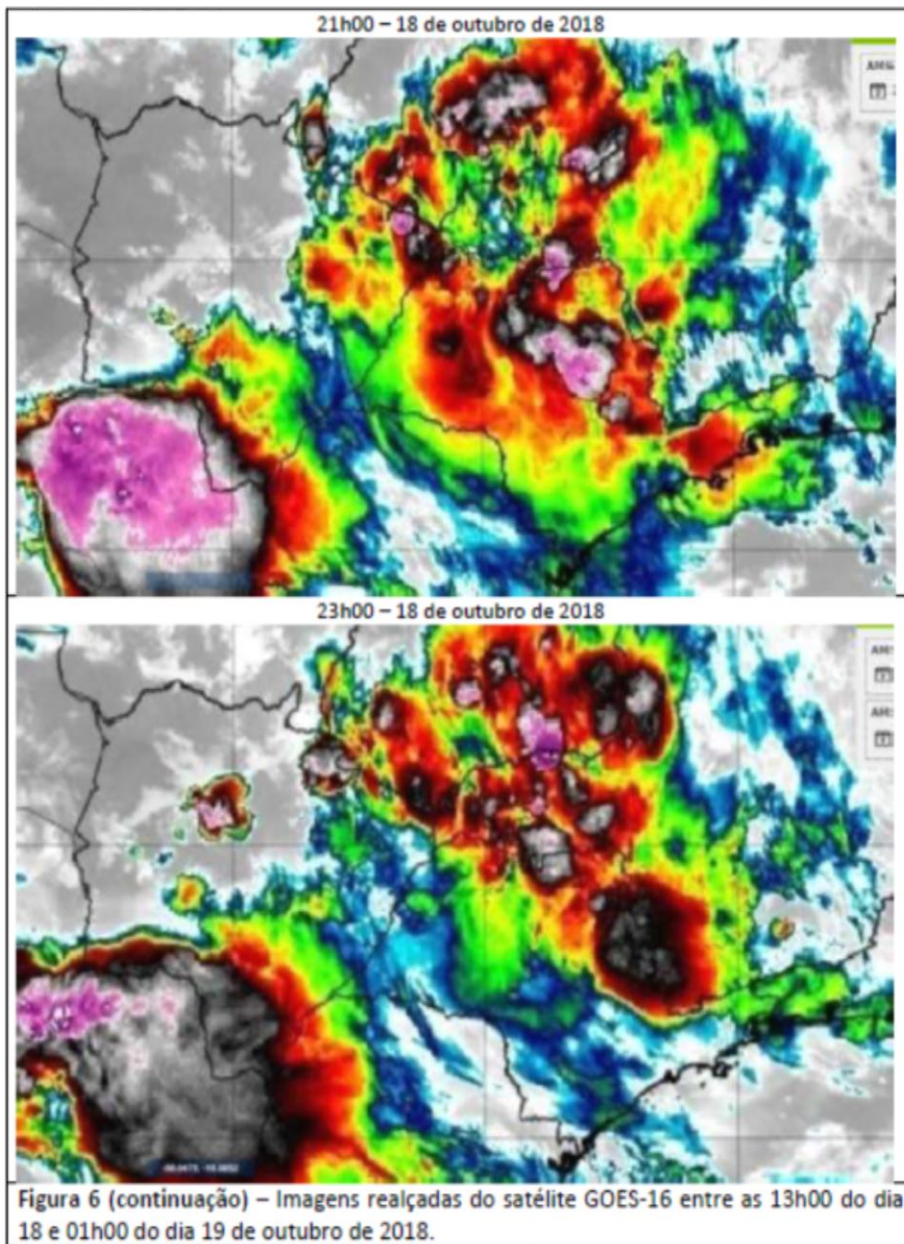 21h00 – 18 de outubro de 2018
23h00 – 18 de outubro de 2018
Figura 6 (continuação) – Imagens realçadas do satélite GOES-16 entre as 13h00 do dia
18 e 01h00 do dia 19 de outubro de 2018.